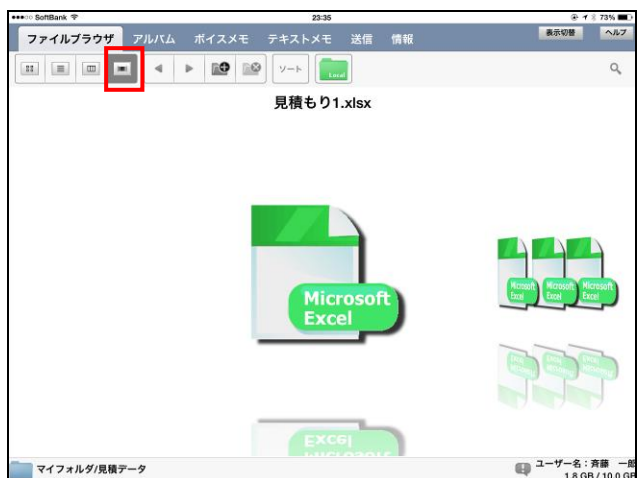 SoftBank 23:35 73%
ファイルブラウザ アルバム ボイスメモ テキストメモ 送信 情報 表示切替 ヘルプ
ソート Local
見積もり1.xlsx
Microsoft Excel
Microsoft Excel Microsoft Excel Microsoft Excel
マイフォルダ/見積データ
ユーザー名:斉藤 一郎
1.8 GB / 10.0 GB